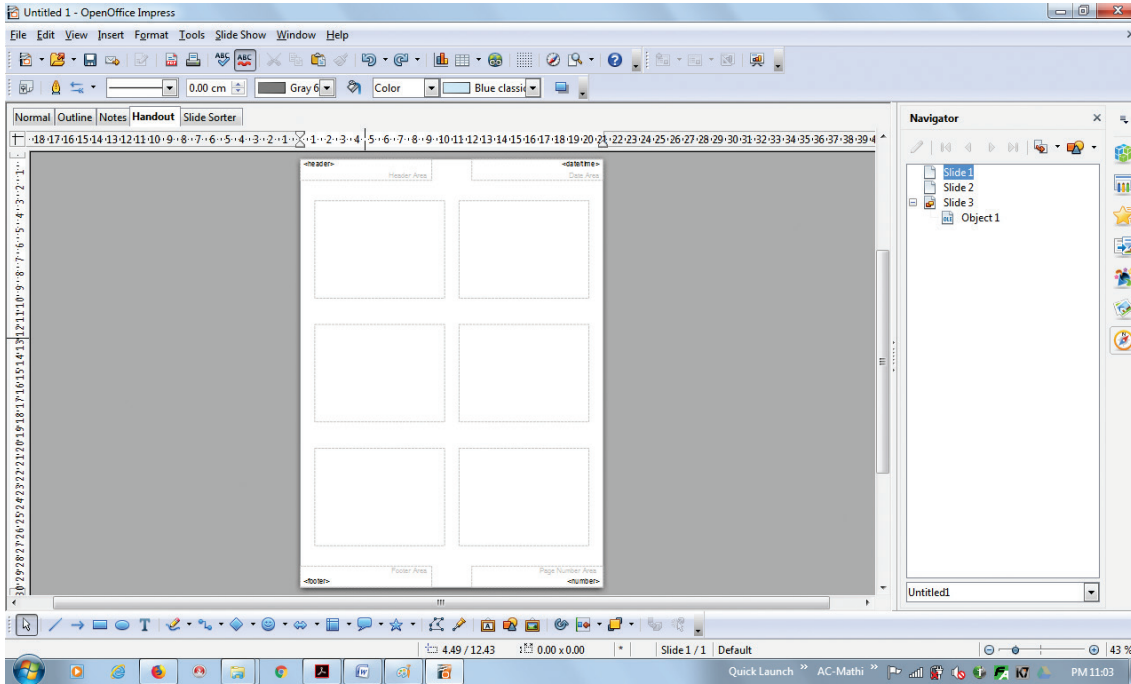 Untitled 1 - OpenOffice Impress
File Edit View Insert Format Tools Slide Show Window Help
0.00 cm Gray 6 Color Blue classic
Normal Outline Notes Handout Slide Sorter
Navigator
<header> <date/time>
Header Area Date Area
Slide 1
Slide 2
Slide 3
Object 1
Footer Area Page Number Area
<footer> <number>
Untitled1
4.49 / 12.43 0.00 x 0.00 * Slide 1 / 1 Default 43 %
Quick Launch » AC-Mathi » PM 11:03